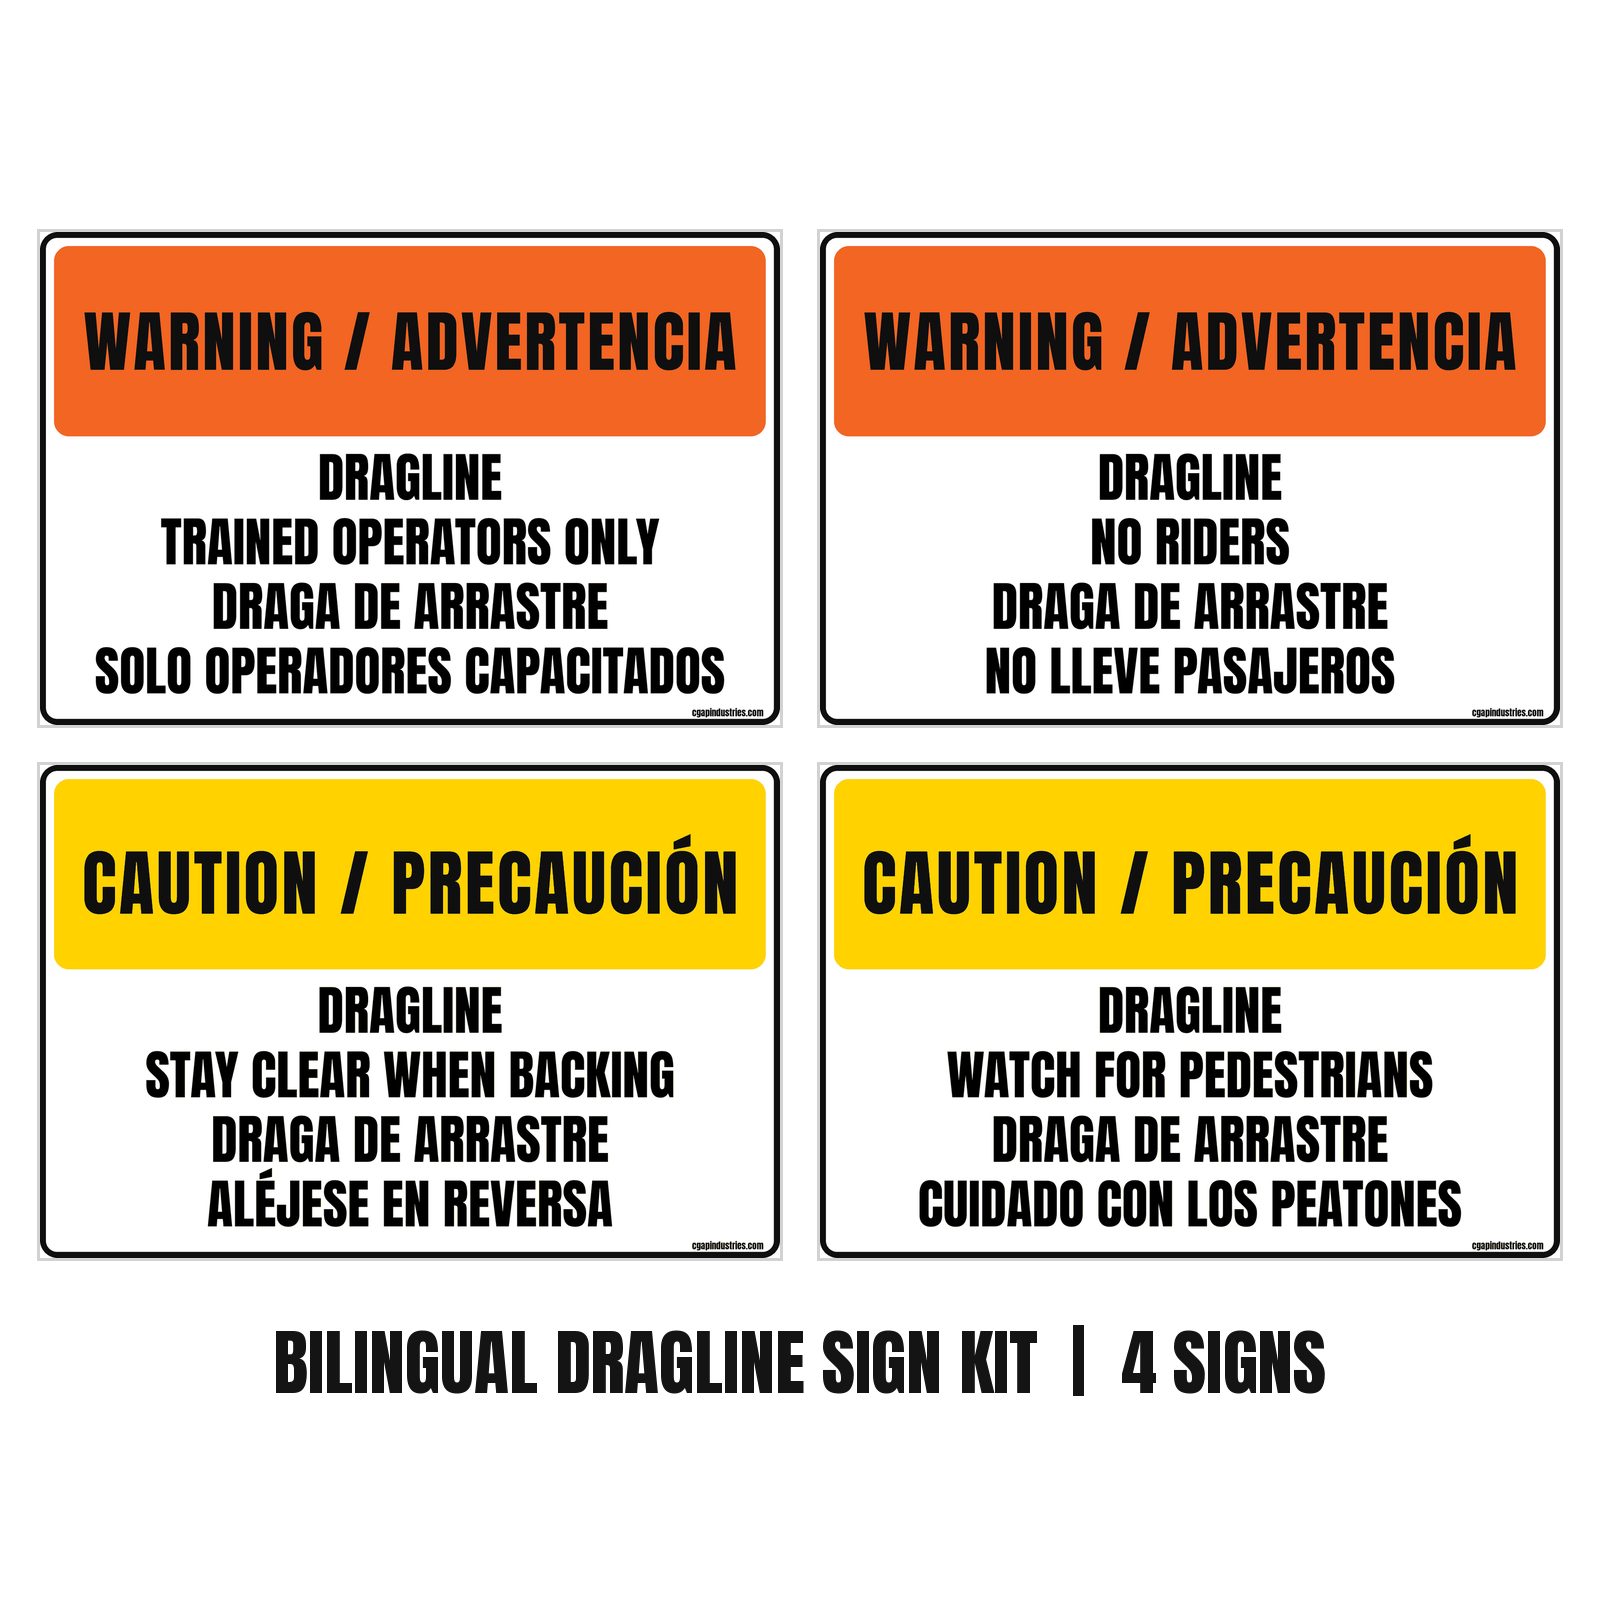 WARNING / ADVERTENCIA
DRAGLINE
TRAINED OPERATORS ONLY
DRAGA DE ARRASTRE
SOLO OPERADORES CAPACITADOS
cgapindustries.com
WARNING / ADVERTENCIA
DRAGLINE
NO RIDERS
DRAGA DE ARRASTRE
NO LLEVE PASAJEROS
cgapindustries.com
CAUTION / PRECAUCIÓN
DRAGLINE
STAY CLEAR WHEN BACKING
DRAGA DE ARRASTRE
ALÉJESE EN REVERSA
cgapindustries.com
CAUTION / PRECAUCIÓN
DRAGLINE
WATCH FOR PEDESTRIANS
DRAGA DE ARRASTRE
CUIDADO CON LOS PEATONES
cgapindustries.com
BILINGUAL DRAGLINE SIGN KIT | 4 SIGNS